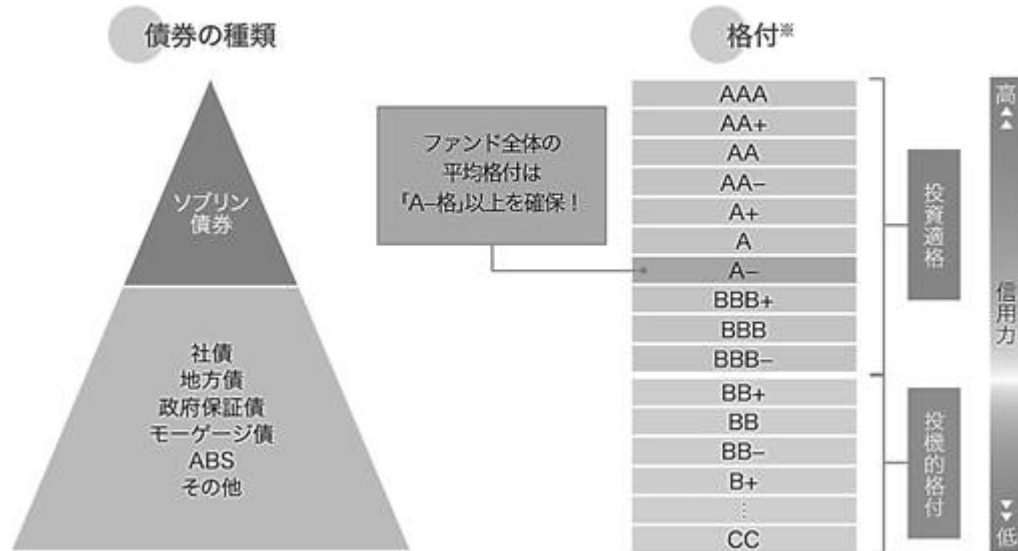 債券の種類
ソブリン
債券
社債
地方債
政府保証債
モーゲージ債
ABS
その他
ファンド全体の
平均格付は
「A–格」以上を確保！
格付※
AAA
AA+
AA
AA–
A+
A
A–
BBB+
BBB
BBB–
BB+
BB
BB–
B+
⋮
CC
投資適格
投機的格付
高
信用力
低